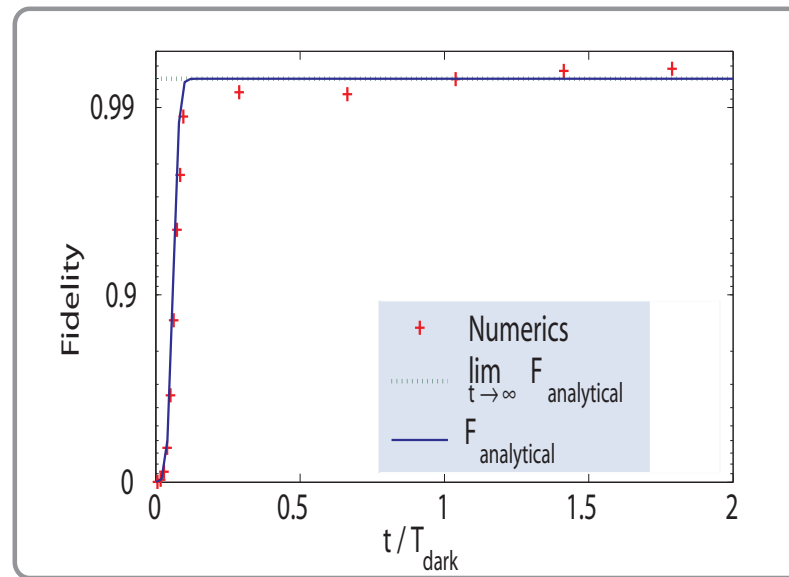 0.99
0.9
0
Fidelity
Numerics
lim F analytical
t → ∞
F analytical
0 0.5 1 1.5 2
t / T dark